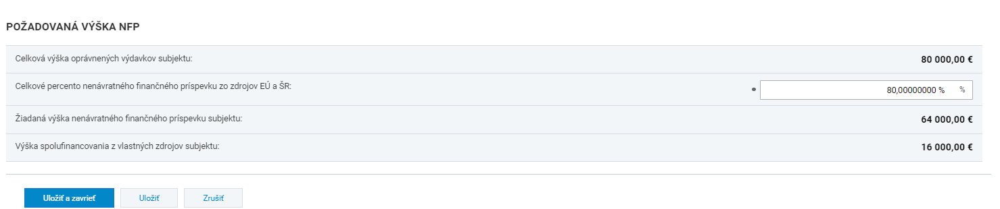 POŽADOVANÁ VÝŠKA NFP
Celková výška oprávnených výdavkov subjektu: 80 000,00 €
Celkové percento nenávratného finančného príspevku zo zdrojov EÚ a ŠR: 80,00000000 % %
Žiadaná výška nenávratného finančného príspevku subjektu: 64 000,00 €
Výška spolufinancovania z vlastných zdrojov subjektu: 16 000,00 €
Uložiť a zavrieť Uložiť Zrušiť